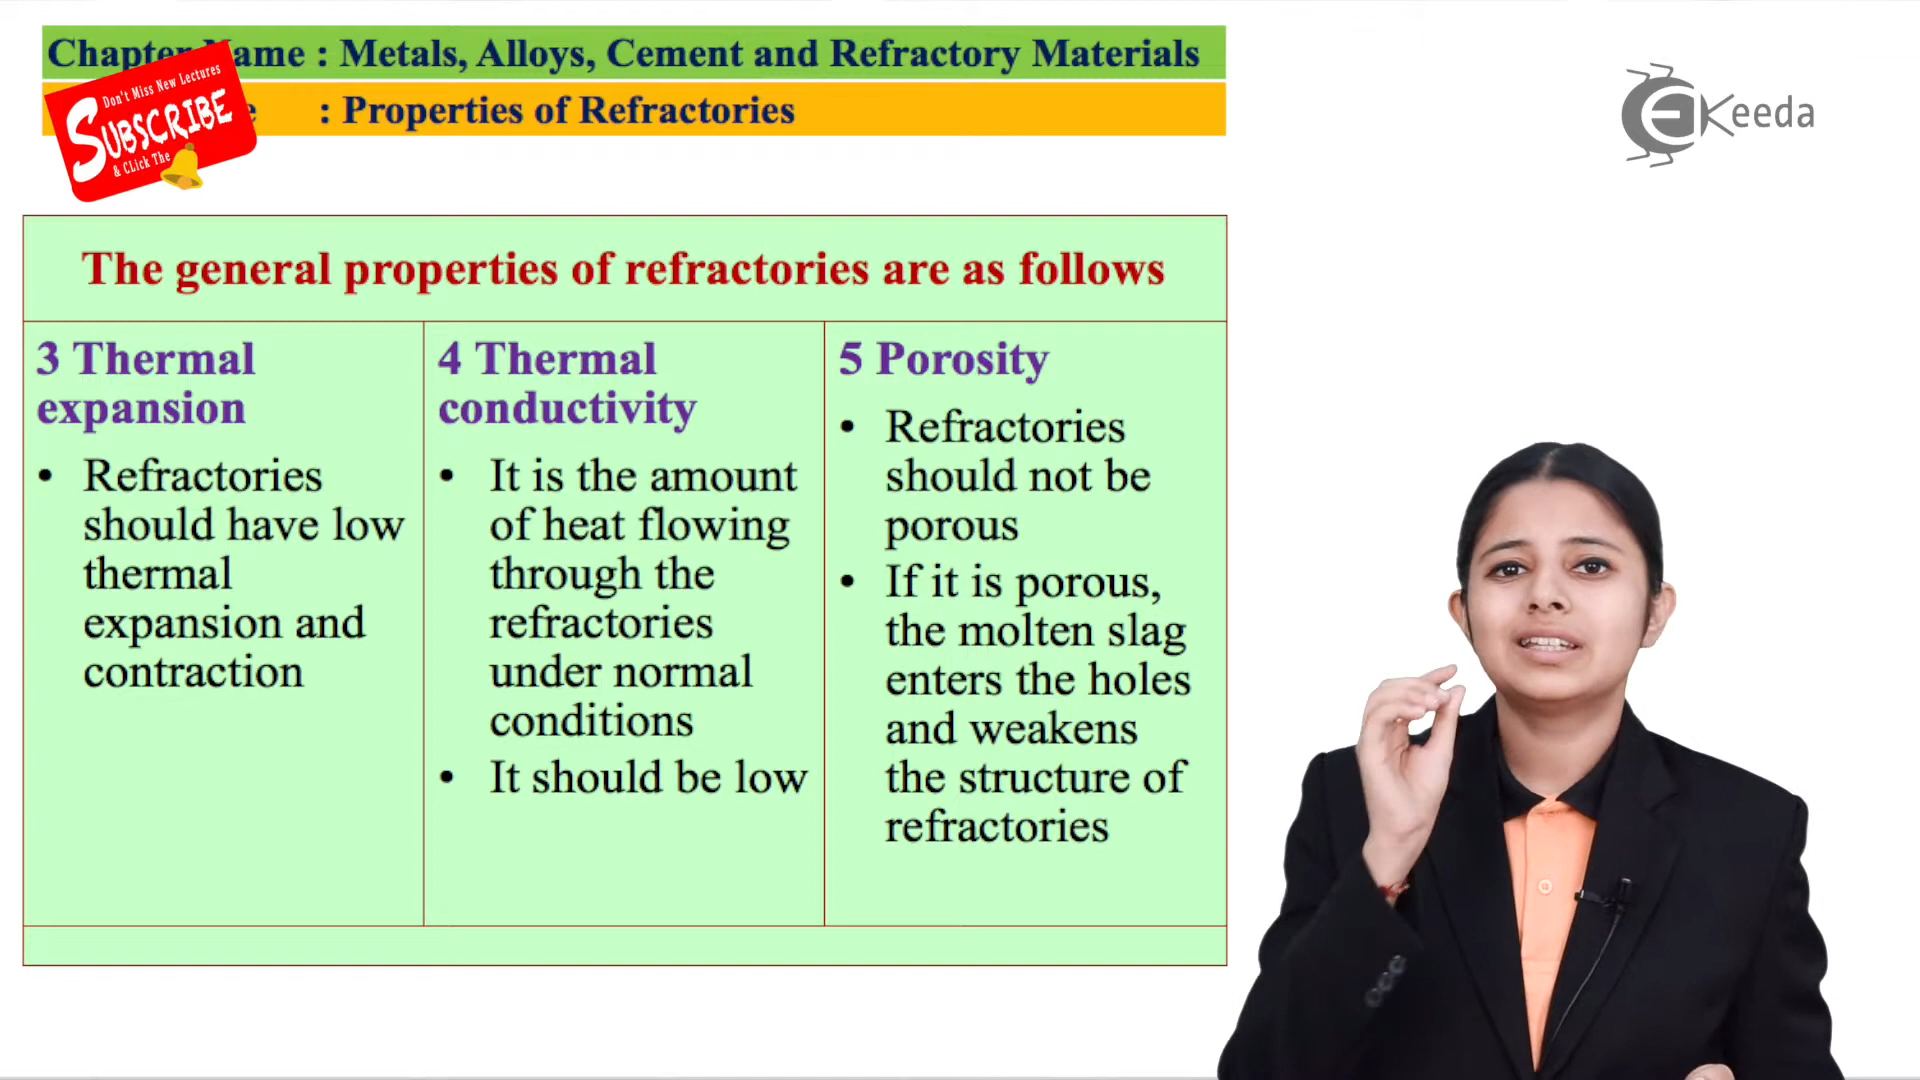 Chapter Name : Metals, Alloys, Cement and Refractory Materials
: Properties of Refractories
Don't Miss New Lectures
SUBSCRIBE
& CLick The
EKeeda
The general properties of refractories are as follows
3 Thermal
expansion
• Refractories
should have low
thermal
expansion and
contraction
4 Thermal
conductivity
• It is the amount
of heat flowing
through the
refractories
under normal
conditions
• It should be low
5 Porosity
• Refractories
should not be
porous
• If it is porous,
the molten slag
enters the holes
and weakens
the structure of
refractories